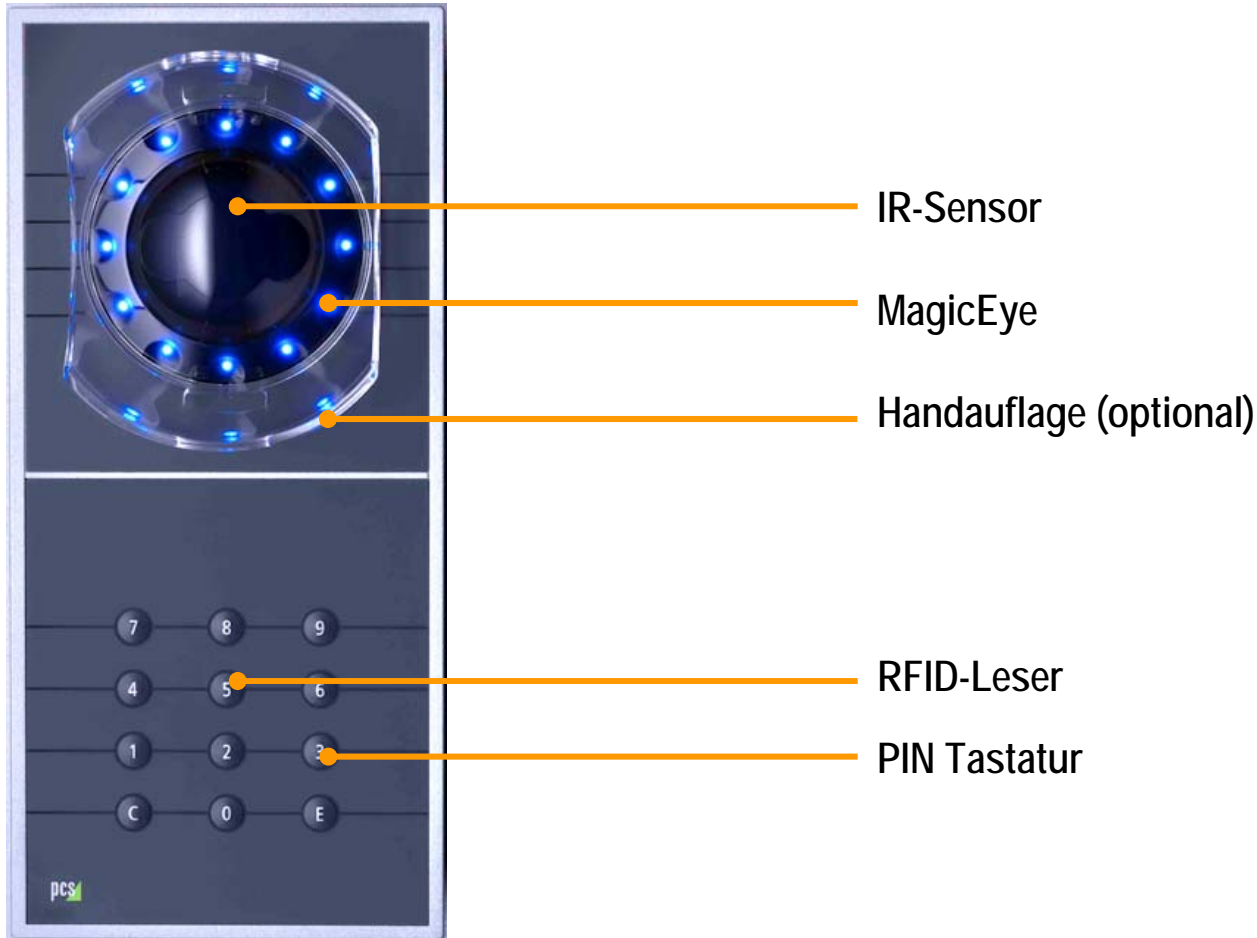 IR-Sensor
MagicEye
Handauflage (optional)
7 8 9
4 5 6
RFID-Leser
1 2 3
PIN Tastatur
C 0 E
pcs